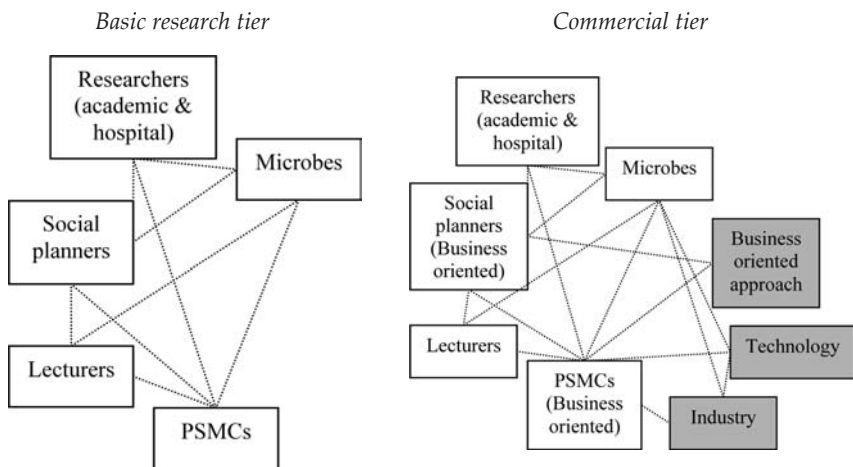 Basic research tier
Researchers
(academic &
hospital)
Microbes
Social
planners
Lecturers
PSMCs
Commercial tier
Researchers
(academic &
hospital)
Microbes
Social
planners
(Business
oriented)
Business
oriented
approach
Lecturers
Technology
PSMCs
(Business
oriented)
Industry